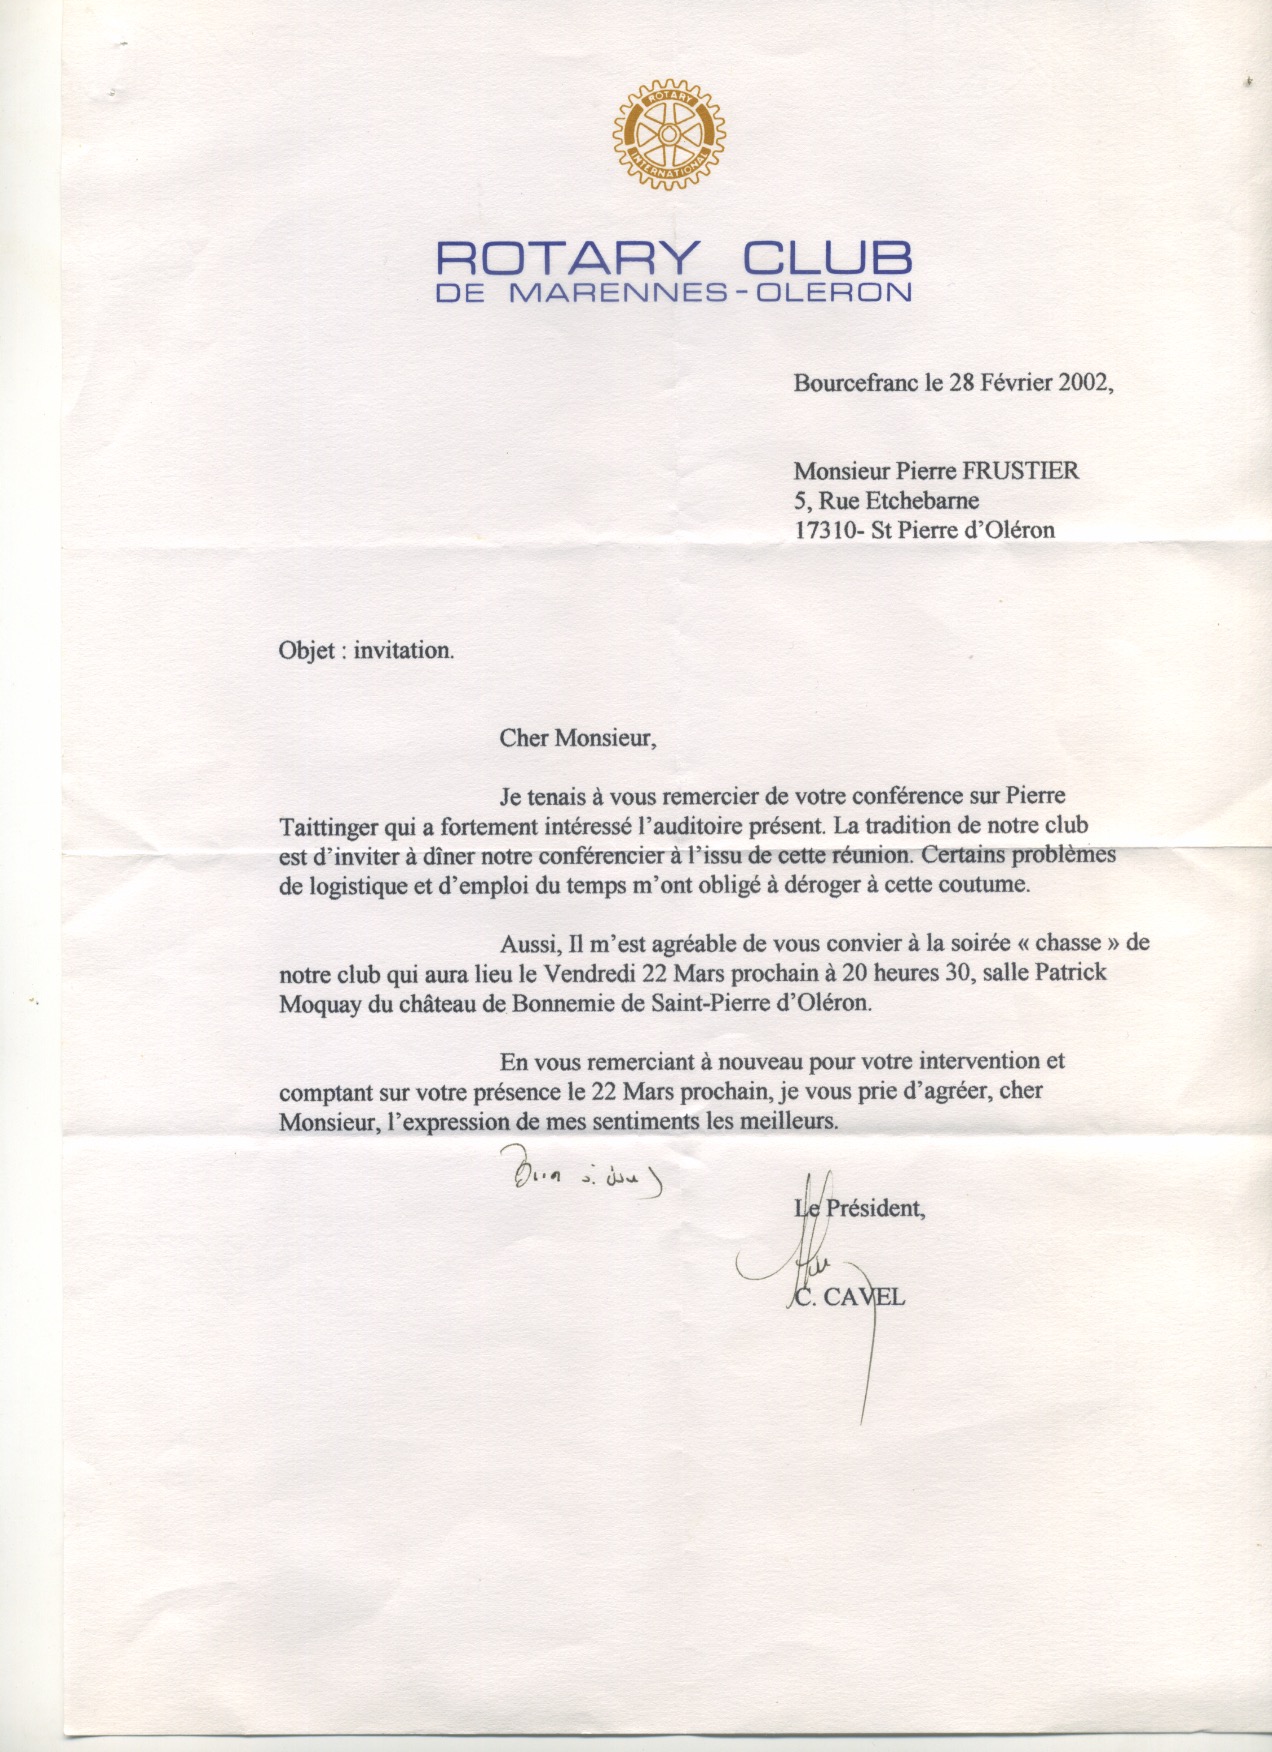 ROTARY
INTERNATIONAL
ROTARY CLUB
DE MARENNES-OLERON
Bourcefranc le 28 Février 2002,
Monsieur Pierre FRUSTIER
5, Rue Etchebarne
17310- St Pierre d’Oléron
Objet : invitation.
Cher Monsieur,
Je tenais à vous remercier de votre conférence sur Pierre
Taittinger qui a fortement intéressé l’auditoire présent. La tradition de notre club
est d’inviter à dîner notre conférencier à l’issu de cette réunion. Certains problèmes
de logistique et d’emploi du temps m’ont obligé à déroger à cette coutume.
Aussi, Il m’est agréable de vous convier à la soirée « chasse » de
notre club qui aura lieu le Vendredi 22 Mars prochain à 20 heures 30, salle Patrick
Moquay du château de Bonnemie de Saint-Pierre d’Oléron.
En vous remerciant à nouveau pour votre intervention et
comptant sur votre présence le 22 Mars prochain, je vous prie d’agréer, cher
Monsieur, l’expression de mes sentiments les meilleurs.
Le Président,
C. CAVEL